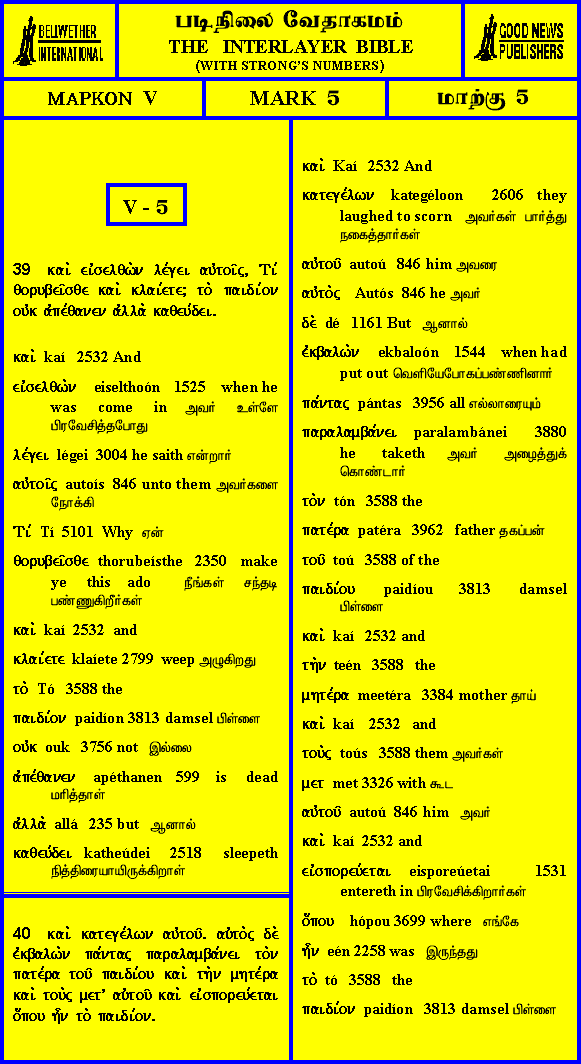 BELLWETHER
INTERNATIONAL
படிநிலை வேதாகமம்
THE INTERLAYER BIBLE
(WITH STRONG'S NUMBERS)
GOOD NEWS
PUBLISHERS
ΜΑΡΚΟΝ V
MARK 5
மாற்கு 5
V - 5
39 καὶ εἰσελθὼν λέγει αὐτοῖς, Τί
θορυβεῖσθε καὶ κλαίετε; τὸ παιδίον
οὐκ ἀπέθανεν ἀλλὰ καθεύδει.
καὶ kaí 2532 And
εἰσελθὼν eiselthoón 1525 when he
was come in அவர் உள்ளே
பிரவேசித்தபோது
λέγει légei 3004 he saith என்றார்
αὐτοῖς autoís 846 unto them அவர்களை
நோக்கி
Τί Tí 5101 Why ஏன்
θορυβεῖσθε thorubeísthe 2350 make
ye this ado நீங்கள் சந்தடி
பண்ணுகிறீர்கள்
καὶ kaí 2532 and
κλαίετε klaíete 2799 weep அழுகிறது
τὸ Tó 3588 the
παιδίον paidíon 3813 damsel பிள்ளை
οὐκ ouk 3756 not இல்லை
ἀπέθανεν apéthanen 599 is dead
மரித்தாள்
ἀλλὰ allá 235 but ஆனால்
καθεύδει katheúdei 2518 sleepeth
நித்திரையாயிருக்கிறாள்
40 καὶ κατεγέλων αὐτοῦ. αὐτὸς δὲ
ἐκβαλὼν πάντας παραλαμβάνει τὸν
πατέρα τοῦ παιδίου καὶ τὴν μητέρα
καὶ τοὺς μετ' αὐτοῦ καὶ εἰσπορεύεται
ὅπου ἦν τὸ παιδίον.
καὶ Kaí 2532 And
κατεγέλων kategéloon 2606 they
laughed to scorn அவர்கள் பார்த்து
நகைத்தார்கள்
αὐτοῦ autoú 846 him அவரை
αὐτὸς Autós 846 he அவர்
δὲ dé 1161 But ஆனால்
ἐκβαλὼν ekbaloón 1544 when had
put out வெளியேபோகப்பண்ணினார்
πάντας pántas 3956 all எல்லாரையும்
παραλαμβάνει paralambánei 3880
he taketh அவர் அழைத்துக்
கொண்டார்
τὸν tón 3588 the
πατέρα patéra 3962 father தகப்பன்
τοῦ toú 3588 of the
παιδίου paidíou 3813 damsel
பிள்ளை
καὶ kaí 2532 and
τὴν teén 3588 the
μητέρα meetéra 3384 mother தாய்
καὶ kaí 2532 and
τοὺς toús 3588 them அவர்கள்
μετ met 3326 with கூட
αὐτοῦ autoú 846 him அவர்
καὶ kaí 2532 and
εἰσπορεύεται eisporeúetai 1531
entereth in பிரவேசிக்கிறார்கள்
ὅπου hópou 3699 where எங்கே
ἦν eén 2258 was இருந்தது
τὸ tó 3588 the
παιδίον paidíon 3813 damsel பிள்ளை